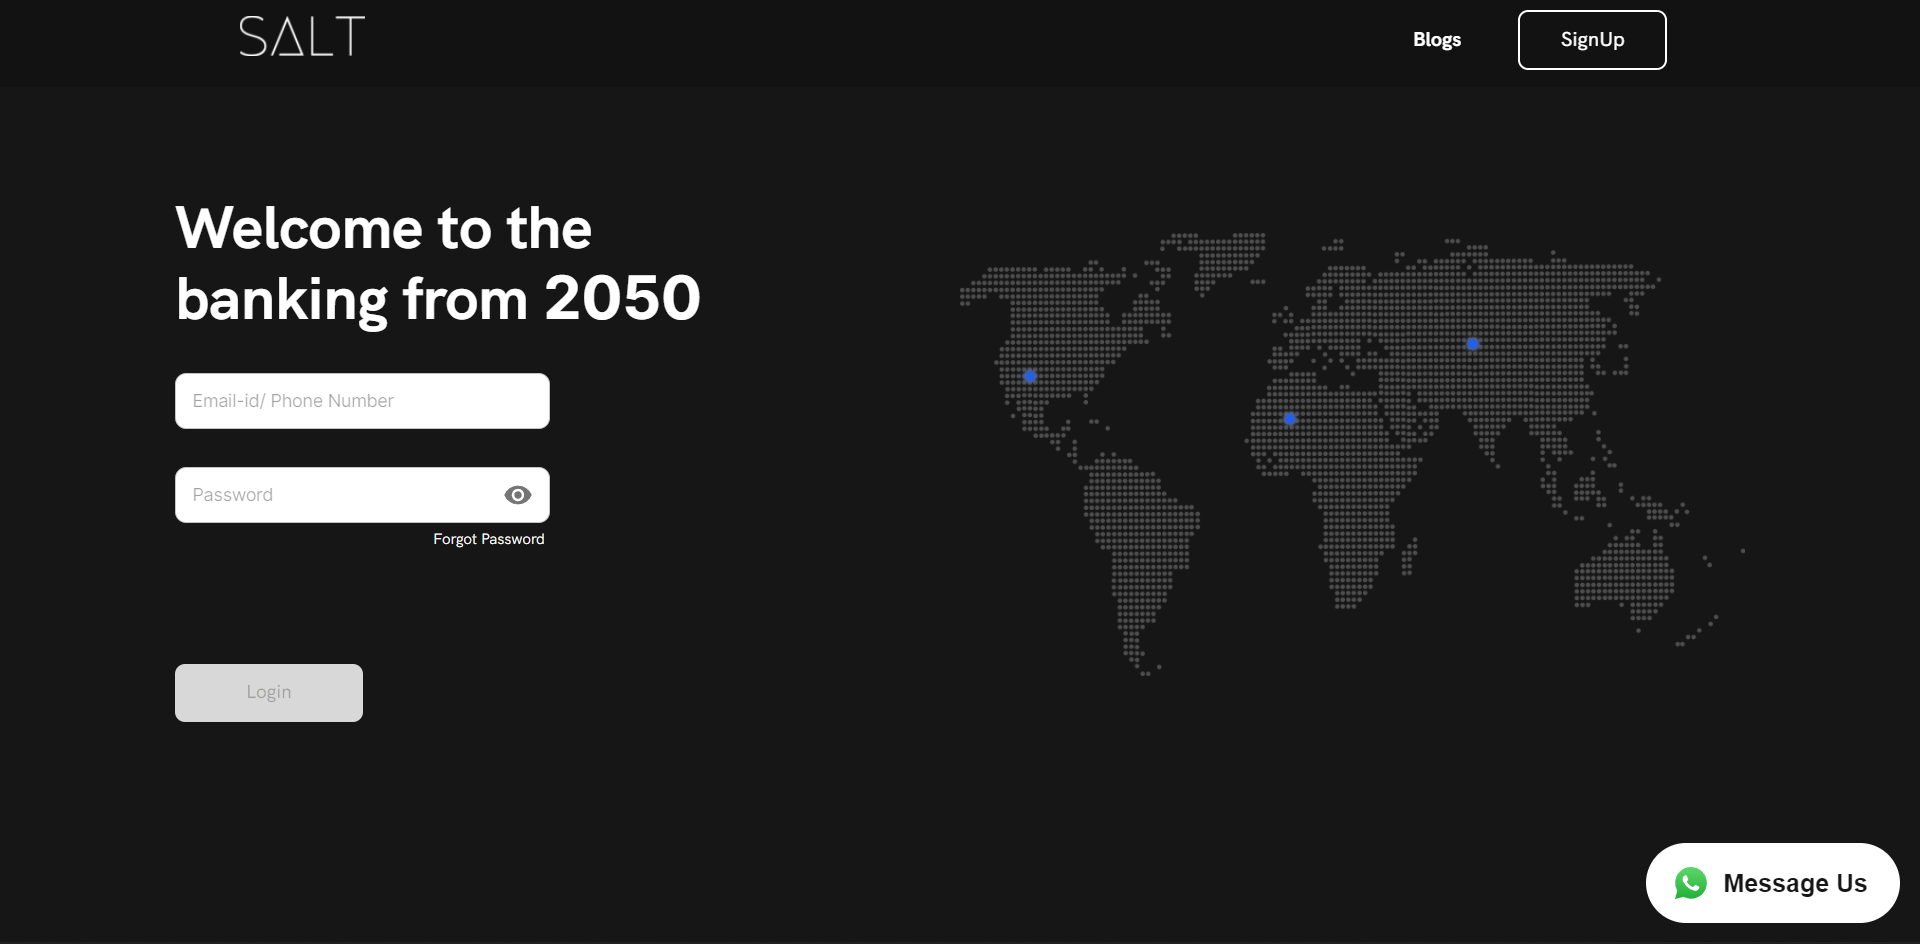 SALT
Blogs
SignUp
Welcome to the
banking from 2050
Email-id/ Phone Number
Password
Forgot Password
Login
Message Us